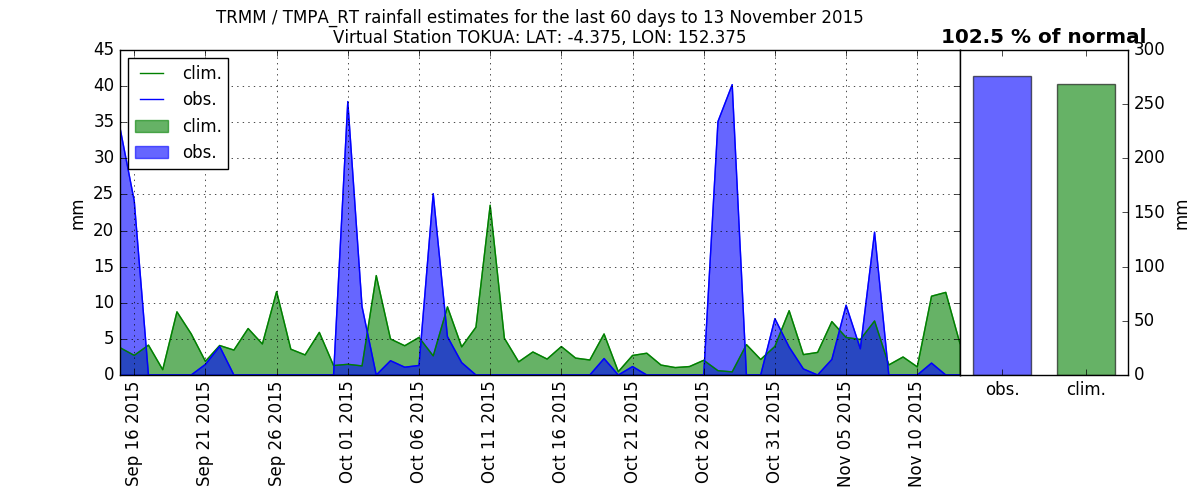 TRMM / TMPA_RT rainfall estimates for the last 60 days to 13 November 2015
Virtual Station TOKUA: LAT: -4.375, LON: 152.375
102.5 % of normal
45
40
35
30
25
20
15
10
5
0
mm
clim.
obs.
clim.
obs.
Sep 16 2015
Sep 21 2015
Sep 26 2015
Oct 01 2015
Oct 06 2015
Oct 11 2015
Oct 16 2015
Oct 21 2015
Oct 26 2015
Oct 31 2015
Nov 05 2015
Nov 10 2015
300
250
200
150
100
50
0
mm
obs.
clim.